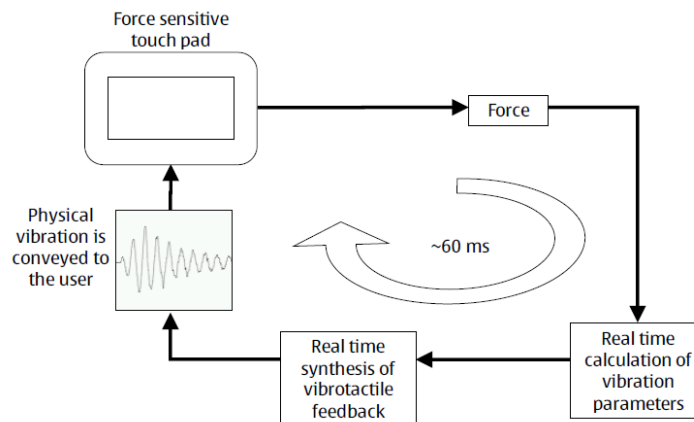 Force sensitive
touch pad
Force
Physical
vibration is
conveyed to
the user
~60 ms
Real time
synthesis of
vibrotactile
feedback
Real time
calculation of
vibration
parameters